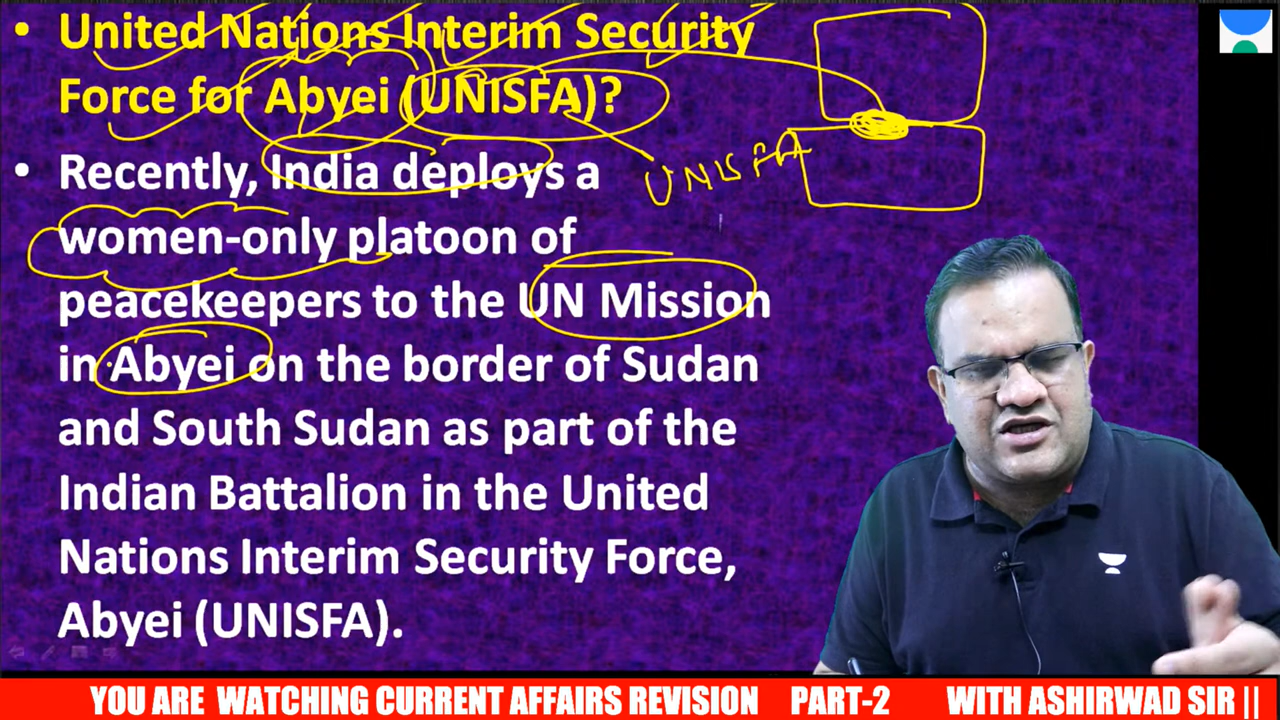 • United Nations Interim Security
Force for Abyei (UNISFA)?
• Recently, India deploys a
women-only platoon of
peacekeepers to the UN Mission
in Abyei on the border of Sudan
and South Sudan as part of the
Indian Battalion in the United
Nations Interim Security Force,
Abyei (UNISFA).
UNISFA
YOU ARE WATCHING CURRENT AFFAIRS REVISION PART-2 WITH ASHIRWAD SIR ||